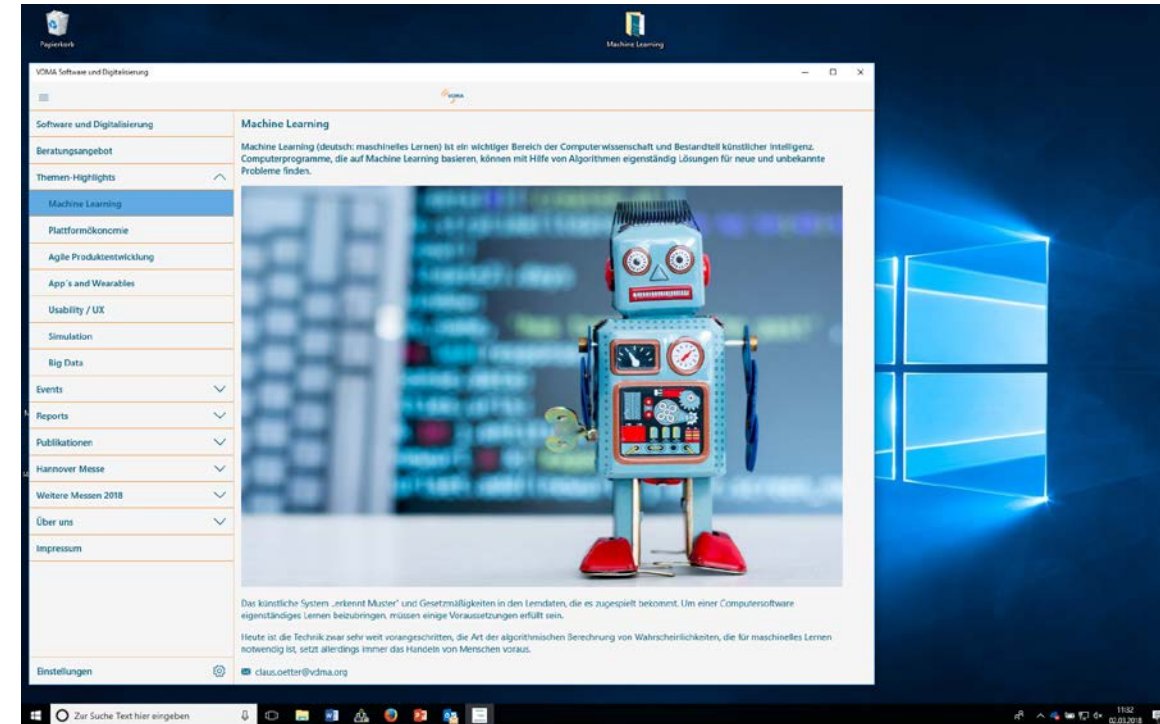 Papierkorb
Machine Learning
VDMA Software und Digitalisierung
VDMA
Software und Digitalisierung
Beratungsangebot
Themen-Highlights
Machine Learning
Plattformökonomie
Agile Produktentwicklung
App´s and Wearables
Usability / UX
Simulation
Big Data
Events
Reports
Publikationen
Hannover Messe
Weitere Messen 2018
Über uns
Impressum
Einstellungen
Machine Learning
Machine Learning (deutsch: maschinelles Lernen) ist ein wichtiger Bereich der Computerwissenschaft und Bestandteil künstlicher Intelligenz.
Computerprogramme, die auf Machine Learning basieren, können mit Hilfe von Algorithmen eigenständig Lösungen für neue und unbekannte
Probleme finden.
Das künstliche System „erkennt Muster" und Gesetzmäßigkeiten in den Lerndaten, die es zugespielt bekommt. Um einer Computersoftware
eigenständiges Lernen beizubringen, müssen einige Voraussetzungen erfüllt sein.
Heute ist die Technik zwar sehr weit vorangeschritten, die Art der algorithmischen Berechnung von Wahrscheinlichkeiten, die für maschinelles Lernen
notwendig ist, setzt allerdings immer das Handeln von Menschen voraus.
claus.oetter@vdma.org
Zur Suche Text hier eingeben
11:32
02.03.2018